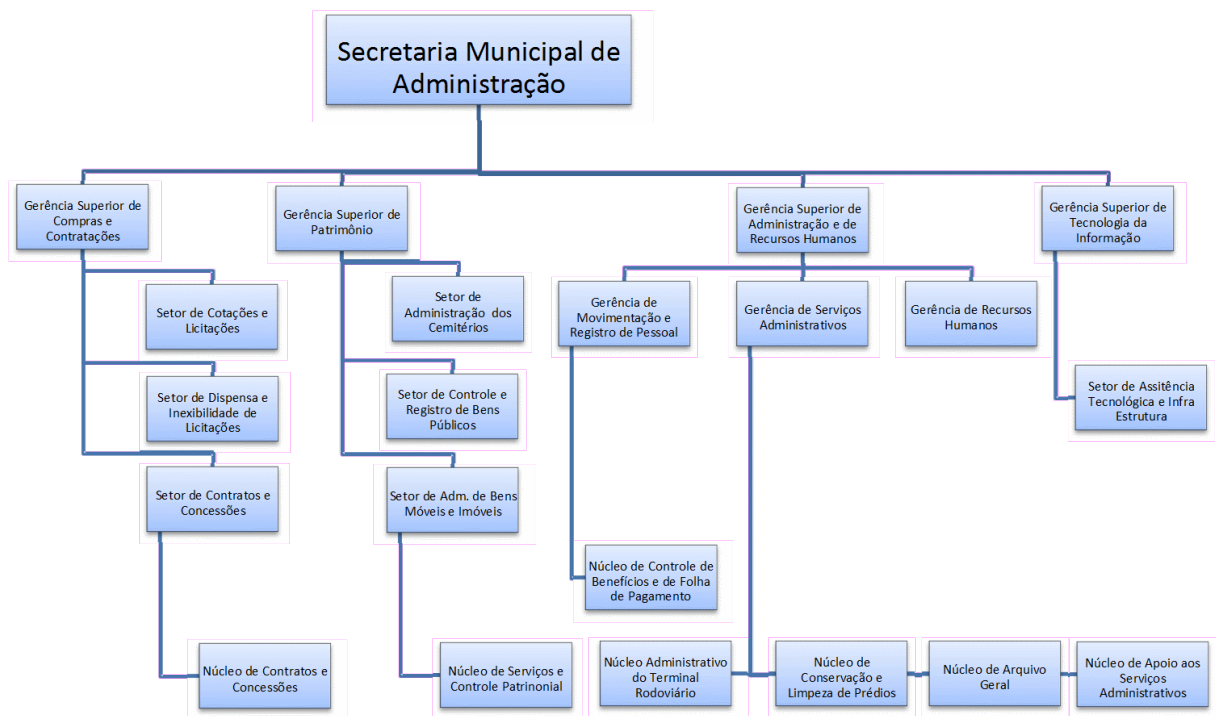 Secretaria Municipal de
Administração
Gerência Superior de
Compras e
Contratações
Gerência Superior de
Patrimônio
Gerência Superior de
Administração e de
Recursos Humanos
Gerência Superior de
Tecnologia da
Informação
Setor de Cotações e
Licitações
Setor de
Administração dos
Cemitérios
Gerência de
Movimentação e
Registro de Pessoal
Gerência de Serviços
Administrativos
Gerência de Recursos
Humanos
Setor de Dispensa e
Inexibilidade de
Licitações
Setor de Controle e
Registro de Bens
Públicos
Setor de Assitência
Tecnológica e Infra
Estrutura
Setor de Contratos e
Concessões
Setor de Adm. de Bens
Móveis e Imóveis
Núcleo de Controle de
Benefícios e de Folha
de Pagamento
Núcleo de Contratos e
Concessões
Núcleo de Serviços e
Controle Patrinonial
Núcleo Administrativo
do Terminal
Rodoviário
Núcleo de
Conservação e
Limpeza de Prédios
Núcleo de Arquivo
Geral
Núcleo de Apoio aos
Serviços
Administrativos